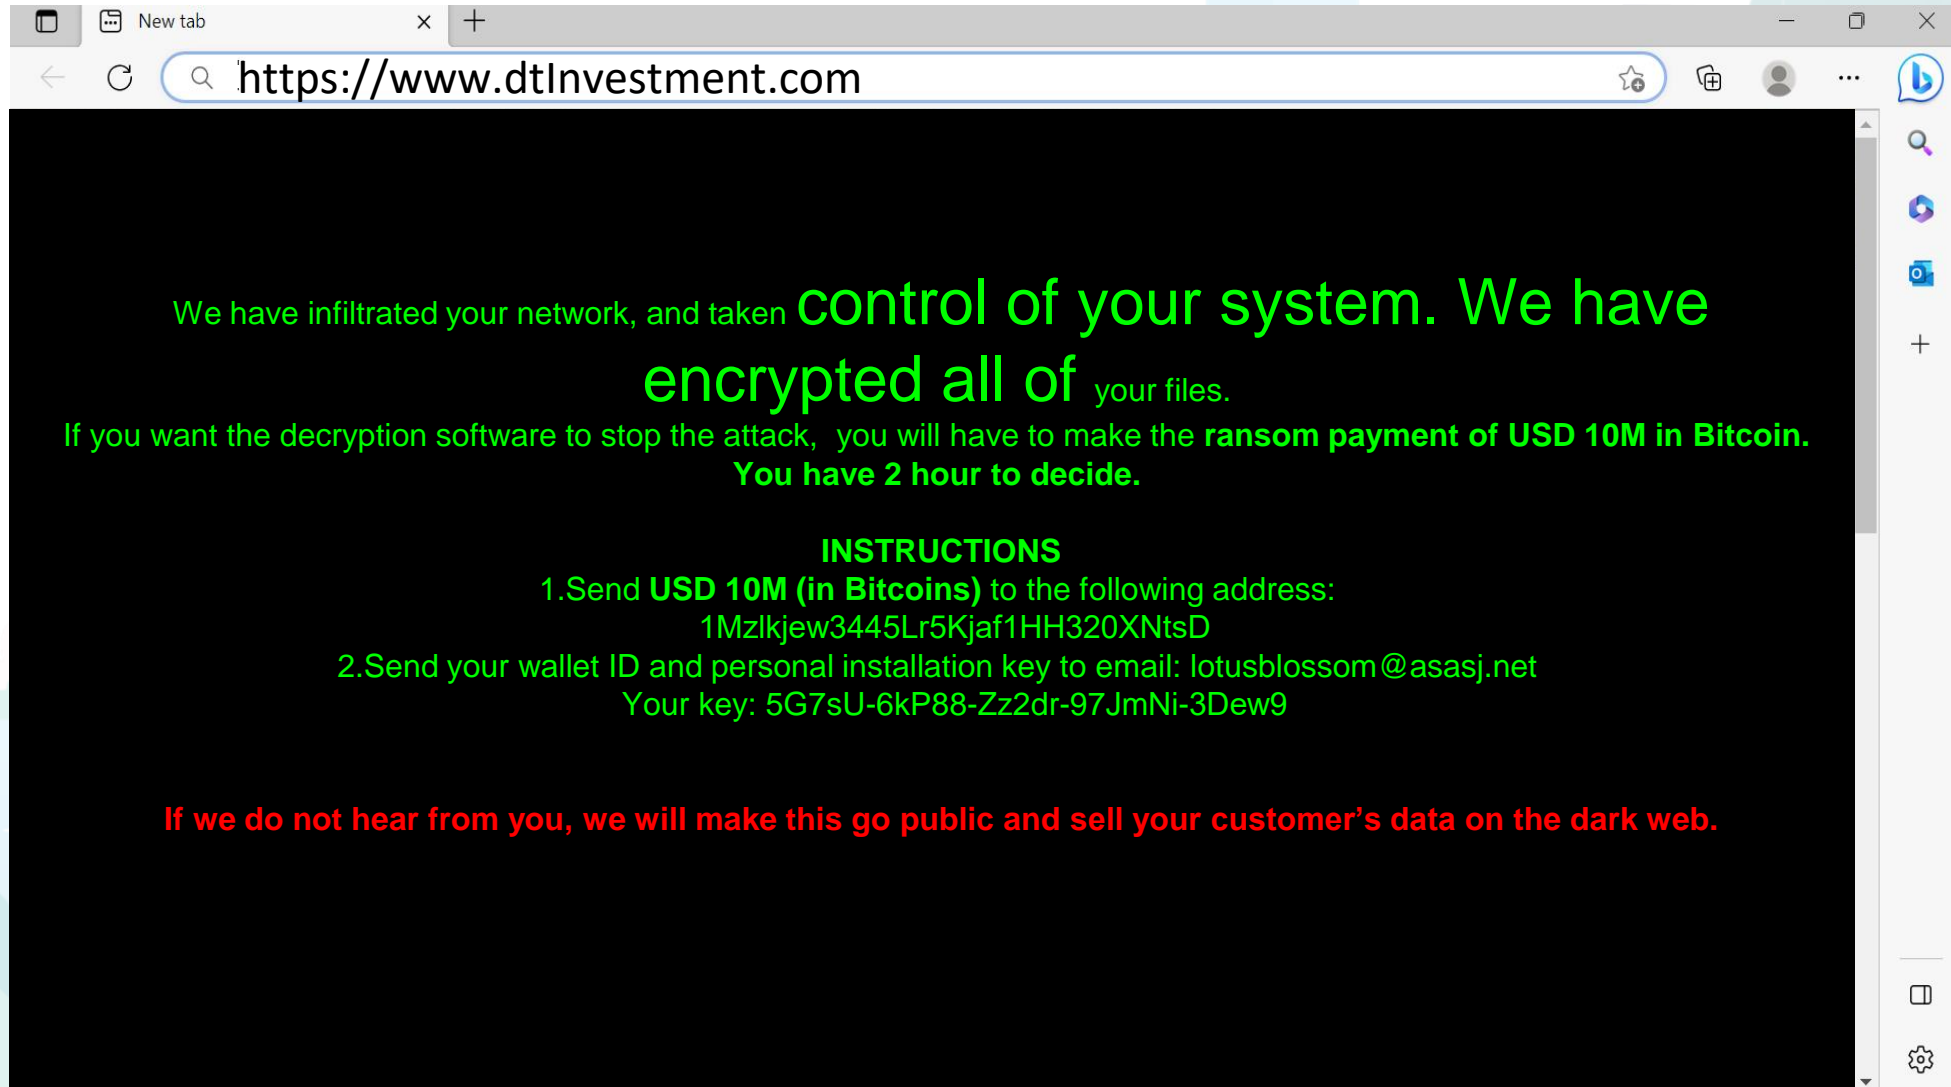 New tab
https://www.dtInvestment.com
We have infiltrated your network, and taken control of your system. We have
encrypted all of your files.
If you want the decryption software to stop the attack,  you will have to make the ransom payment of USD 10M in Bitcoin.
You have 2 hour to decide.
INSTRUCTIONS
1.Send USD 10M (in Bitcoins) to the following address:
1Mzlkjew3445Lr5Kjaf1HH320XNtsD
2.Send your wallet ID and personal installation key to email: lotusblossom@asasj.net
Your key: 5G7sU-6kP88-Zz2dr-97JmNi-3Dew9
If we do not hear from you, we will make this go public and sell your customer’s data on the dark web.